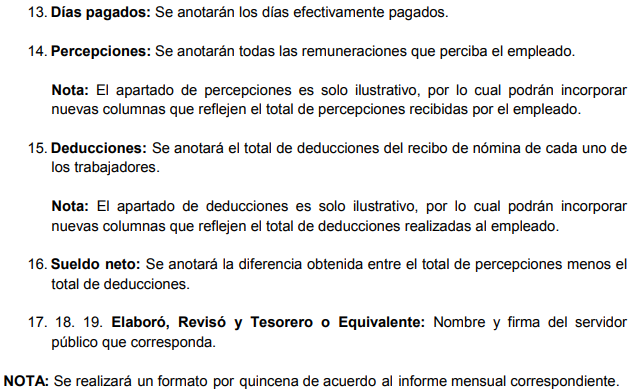 13. Días pagados: Se anotarán los días efectivamente pagados.
14. Percepciones: Se anotarán todas las remuneraciones que perciba el empleado.
Nota: El apartado de percepciones es solo ilustrativo, por lo cual podrán incorporar
nuevas columnas que reflejen el total de percepciones recibidas por el empleado.
15. Deducciones: Se anotará el total de deducciones del recibo de nómina de cada uno de
los trabajadores.
Nota: El apartado de deducciones es solo ilustrativo, por lo cual podrán incorporar
nuevas columnas que reflejen el total de deducciones realizadas al empleado.
16. Sueldo neto: Se anotará la diferencia obtenida entre el total de percepciones menos el
total de deducciones.
17. 18. 19. Elaboró, Revisó y Tesorero o Equivalente: Nombre y firma del servidor
público que corresponda.
NOTA: Se realizará un formato por quincena de acuerdo al informe mensual correspondiente.